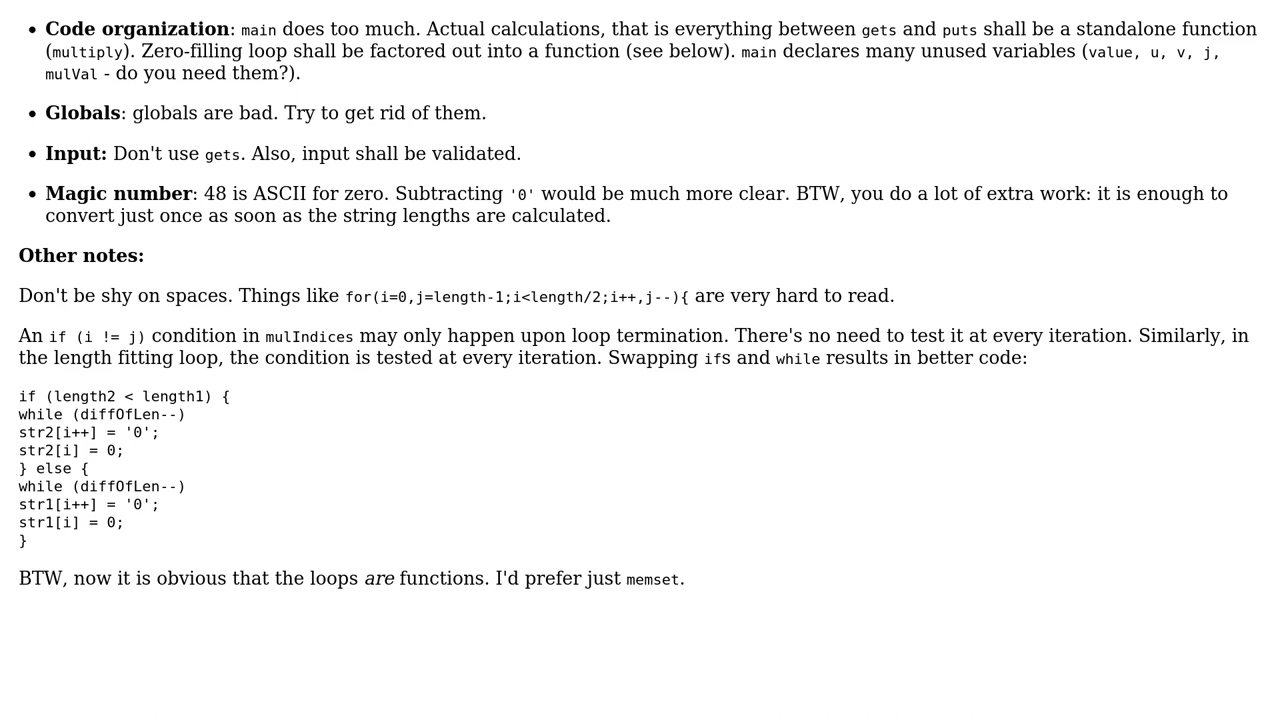 Code organization: main does too much. Actual calculations, that is everything between gets and puts shall be a standalone function
(multiply). Zero-filling loop shall be factored out into a function (see below). main declares many unused variables (value, u, v, j,
mulVal - do you need them?).
Globals: globals are bad. Try to get rid of them.
Input: Don't use gets. Also, input shall be validated.
Magic number: 48 is ASCII for zero. Subtracting '0' would be much more clear. BTW, you do a lot of extra work: it is enough to
convert just once as soon as the string lengths are calculated.
Other notes:
Don't be shy on spaces. Things like for(i=0,j=length-1;i<length/2;i++,j--){ are very hard to read.
An if (i != j) condition in mulIndices may only happen upon loop termination. There's no need to test it at every iteration. Similarly, in
the length fitting loop, the condition is tested at every iteration. Swapping ifs and while results in better code:
if (length2 < length1) {
while (diffOfLen--)
str2[i++] = '0';
str2[i] = 0;
} else {
while (diffOfLen--)
str1[i++] = '0';
str1[i] = 0;
}
BTW, now it is obvious that the loops are functions. I'd prefer just memset.